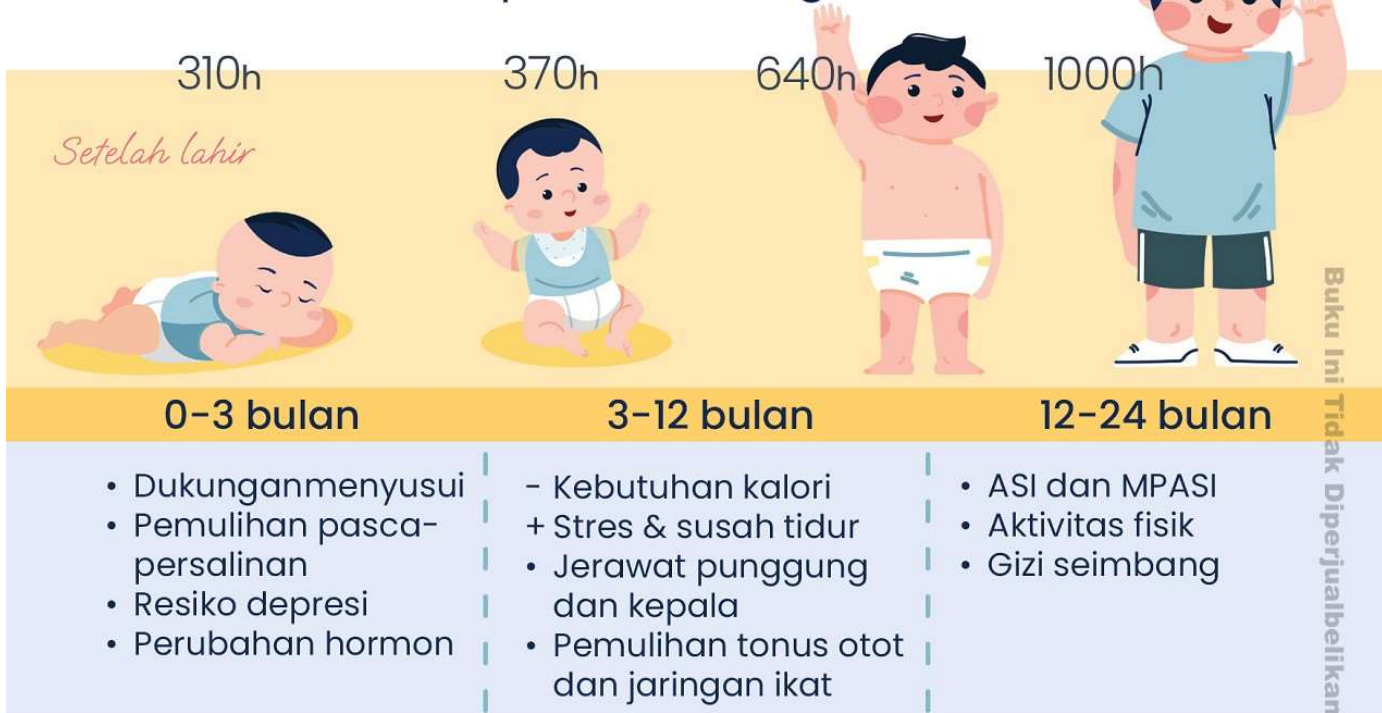 310h
370h
640h
1000h
Setelah lahir
0-3 bulan
• Dukunganmenyusui
• Pemulihan pasca-
persalinan
• Resiko depresi
• Perubahan hormon
3-12 bulan
- Kebutuhan kalori
+ Stres & susah tidur
• Jerawat punggung
dan kepala
• Pemulihan tonus otot
dan jaringan ikat
12-24 bulan
• ASI dan MPASI
• Aktivitas fisik
• Gizi seimbang
Buku Ini Tidak Diperjualbelikan